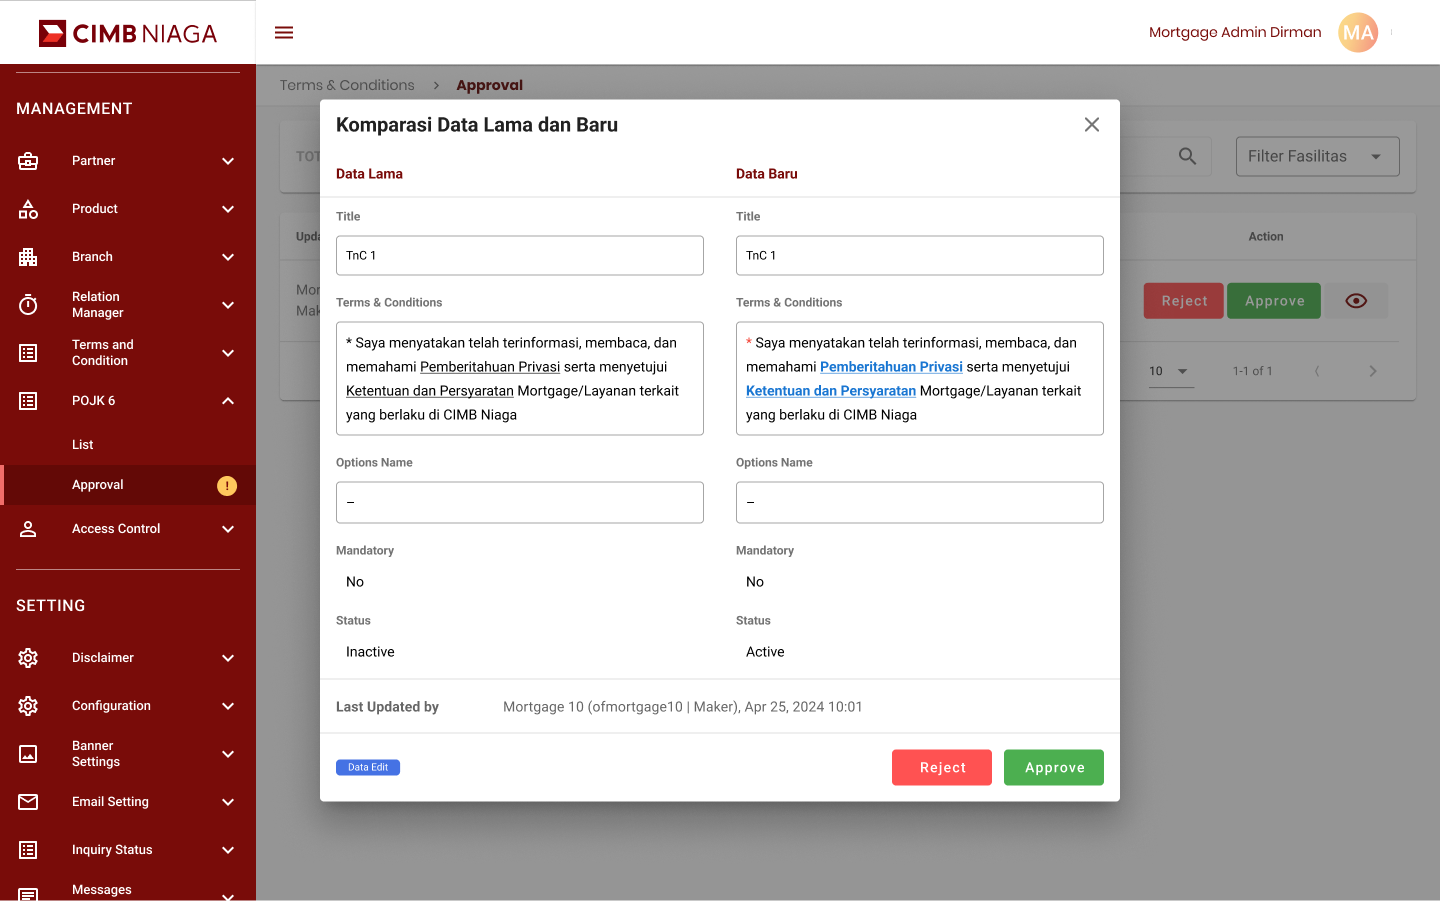 CIMB NIAGA
Mortgage Admin Dirman
MA
MANAGEMENT
Partner
Product
Branch
Relation
Manager
Terms and
Condition
POJK 6
List
Approval
!
Access Control
SETTING
Disclaimer
Configuration
Banner
Settings
Email Setting
Inquiry Status
Messages
Terms & Conditions > Approval
TOT
Filter Fasilitas
Upda
Action
Mor
Mak
Reject
Approve
10
1-1 of 1
Komparasi Data Lama dan Baru
Data Lama
Title
TnC 1
Terms & Conditions
* Saya menyatakan telah terinformasi, membaca, dan
memahami Pemberitahuan Privasi serta menyetujui
Ketentuan dan Persyaratan Mortgage/Layanan terkait
yang berlaku di CIMB Niaga
Options Name
–
Mandatory
No
Status
Inactive
Data Baru
Title
TnC 1
Terms & Conditions
* Saya menyatakan telah terinformasi, membaca, dan
memahami Pemberitahuan Privasi serta menyetujui
Ketentuan dan Persyaratan Mortgage/Layanan terkait
yang berlaku di CIMB Niaga
Options Name
–
Mandatory
No
Status
Active
Last Updated by
Mortgage 10 (ofmortgage10 | Maker), Apr 25, 2024 10:01
Data Edit
Reject
Approve